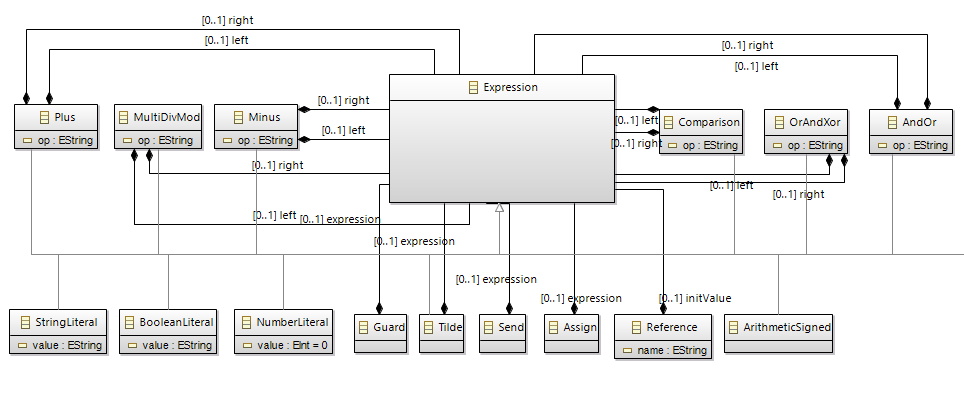 [0..1] right
[0..1] left
[0..1] right
[0..1] left
Expression
[0..1] right
[0..1] left
Plus
op : EString
MultiDivMod
op : EString
Minus
op : EString
[0..1] left
[0..1] right
Comparison
op : EString
OrAndXor
op : EString
AndOr
op : EString
[0..1] right
[0..1] left
[0..1] right
[0..1] left
[0..1] expression
[0..1] expression
[0..1] expression
[0..1] expression
[0..1] initValue
StringLiteral
value : EString
BooleanLiteral
value : EString
NumberLiteral
value : EInt = 0
Guard
Tilde
Send
Assign
Reference
name : EString
ArithmeticSigned